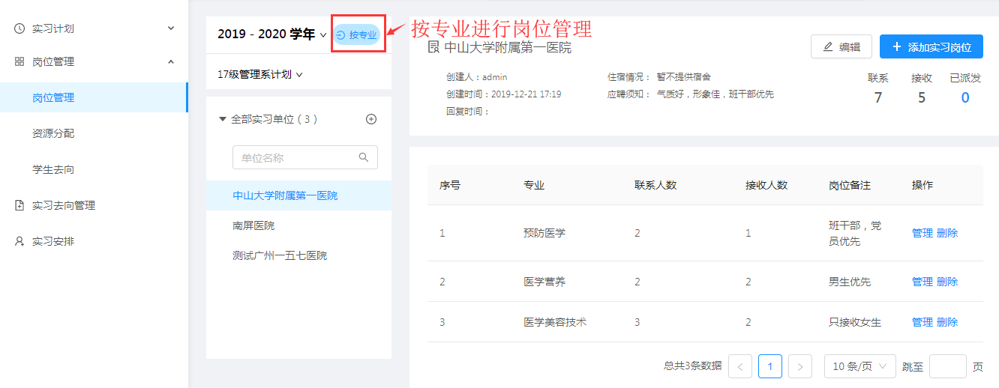 实习计划
岗位管理
岗位管理
资源分配
学生去向
实习去向管理
实习安排
2019 - 2020 学年
按专业
17级管理系计划
全部实习单位（3）
单位名称
中山大学附属第一医院
南屏医院
测试广州一五七医院
按专业进行岗位管理
中山大学附属第一医院
编辑
添加实习岗位
创建人：admin
创建时间：2019-12-21 17:19
回复时间：
住宿情况： 暂不提供宿舍
应聘须知： 气质好，形象佳，班干部优先
联系 接收 已派发
7 5 0
序号 专业 联系人数 接收人数 岗位备注 操作
1 预防医学 2 1 班干部，党
员优先 管理 删除
2 医学营养 2 2 男生优先 管理 删除
3 医学美容技术 3 2 只接收女生 管理 删除
总共3条数据 < 1 > 10 条/页 跳至 页